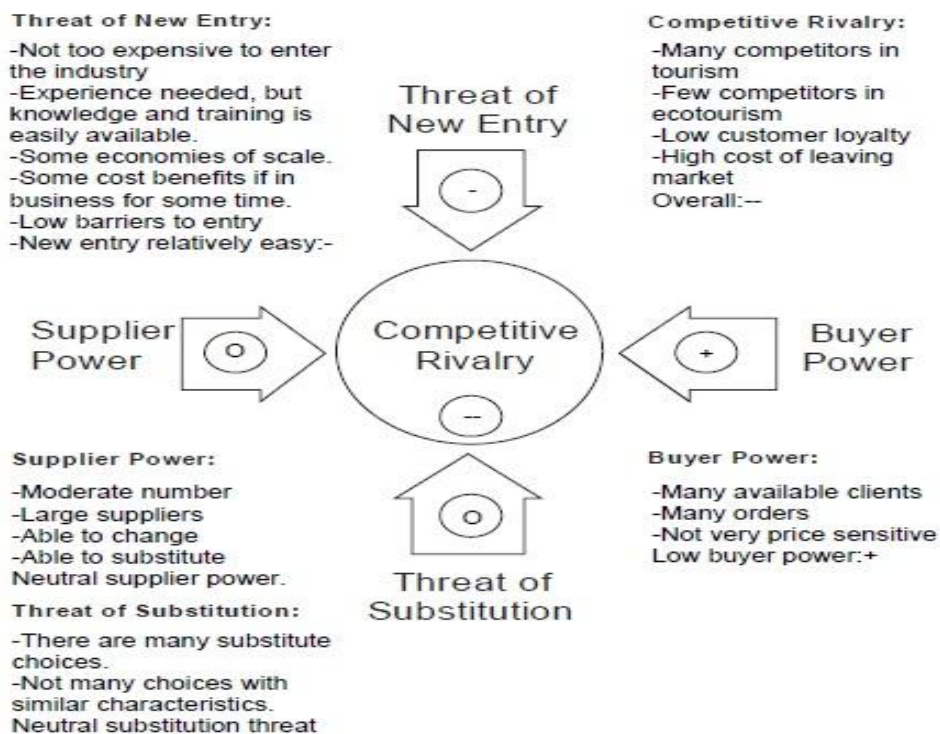 Threat of New Entry:
-Not too expensive to enter
the industry
-Experience needed, but
knowledge and training is
easily available.
-Some economies of scale.
-Some cost benefits if in
business for some time.
-Low barriers to entry
-New entry relatively easy:-
Threat of
New Entry
-
Competitive Rivalry:
-Many competitors in
tourism
-Few competitors in
ecotourism
-Low customer loyalty
-High cost of leaving
market
Overall:--
Supplier
Power
O
Competitive
Rivalry
--
+
Buyer
Power
Supplier Power:
-Moderate number
-Large suppliers
-Able to change
-Able to substitute
Neutral supplier power.
O
Threat of
Substitution
Buyer Power:
-Many available clients
-Many orders
-Not very price sensitive
Low buyer power:+
Threat of Substitution:
-There are many substitute
choices.
-Not many choices with
similar characteristics.
Neutral substitution threat